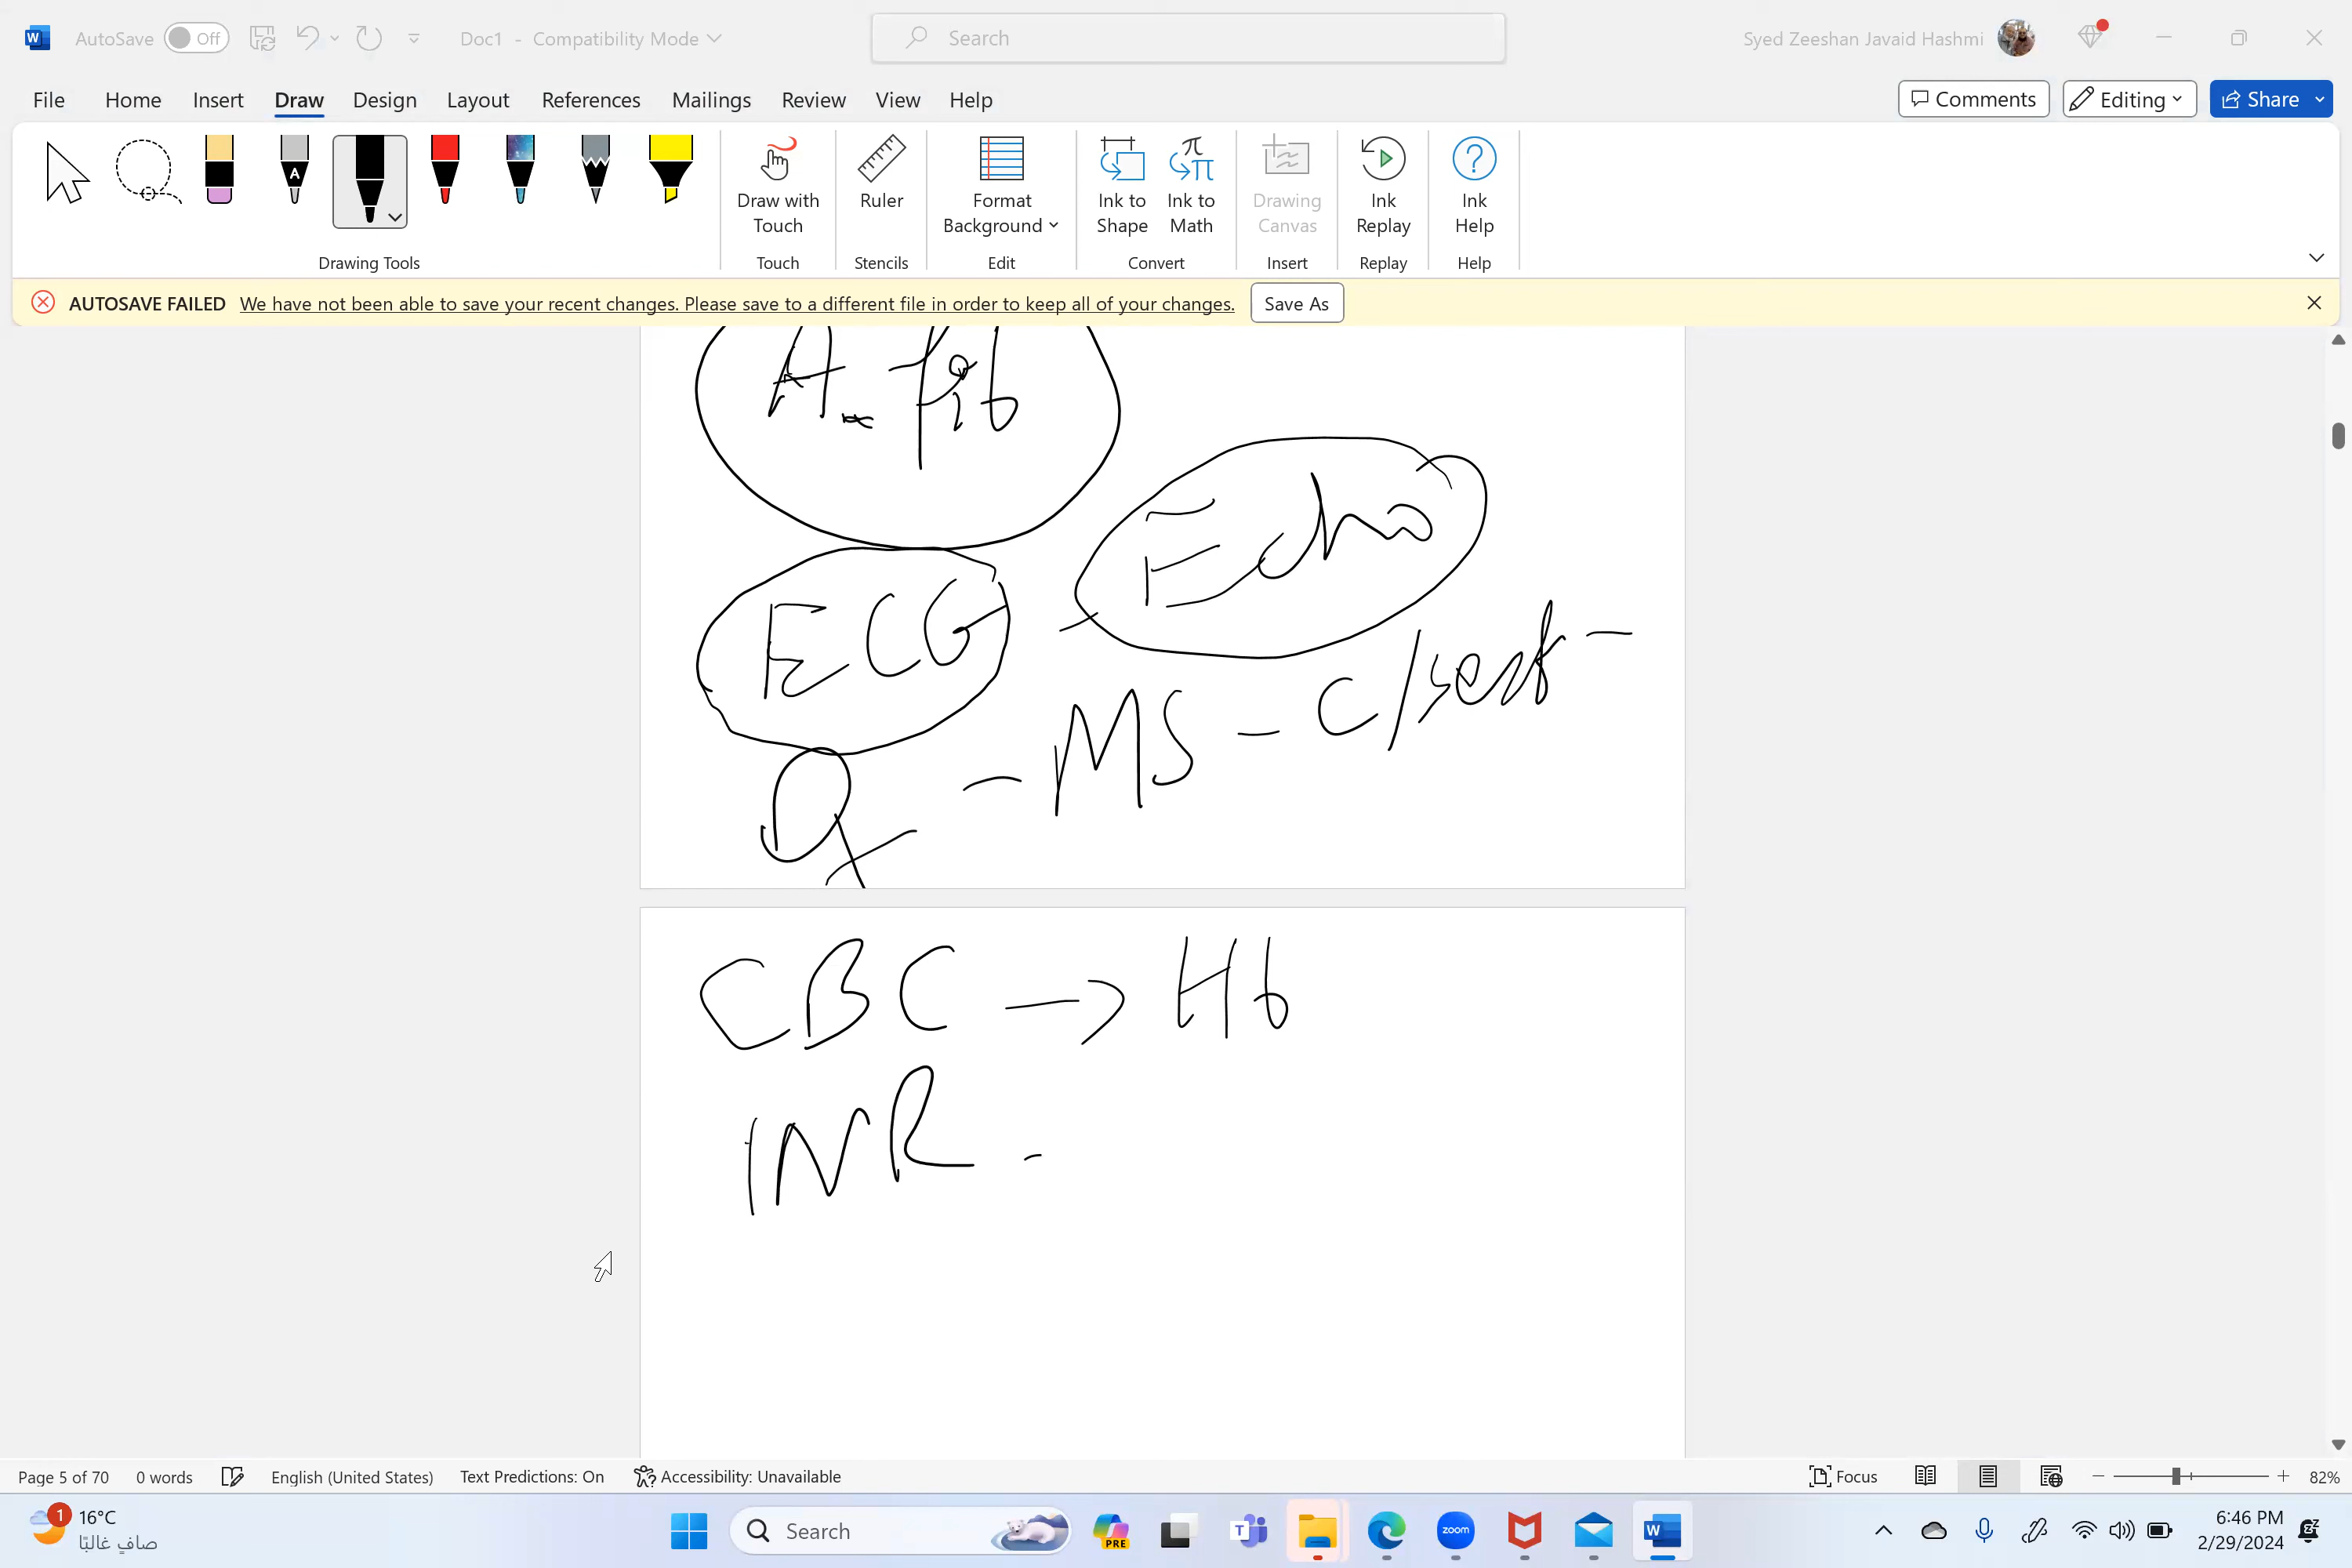 AutoSave Off Doc1 - Compatibility Mode Search Syed Zeeshan Javaid Hashmi
File Home Insert Draw Design Layout References Mailings Review View Help Comments Editing Share
A
Draw with Touch Ruler Format Background Ink to Shape Ink to Math Drawing Canvas Ink Replay Ink Help
Drawing Tools Touch Stencils Edit Convert Insert Replay Help
AUTOSAVE FAILED We have not been able to save your recent changes. Please save to a different file in order to keep all of your changes. Save As
A-fib
ECG - Echo
- MS - C/sect -
CBC → Hb
INR -
Page 5 of 70 0 words English (United States) Text Predictions: On Accessibility: Unavailable Focus 82%
1 16°C
صافٍ غالبًا
Search PRE zoom 6:46 PM
2/29/2024